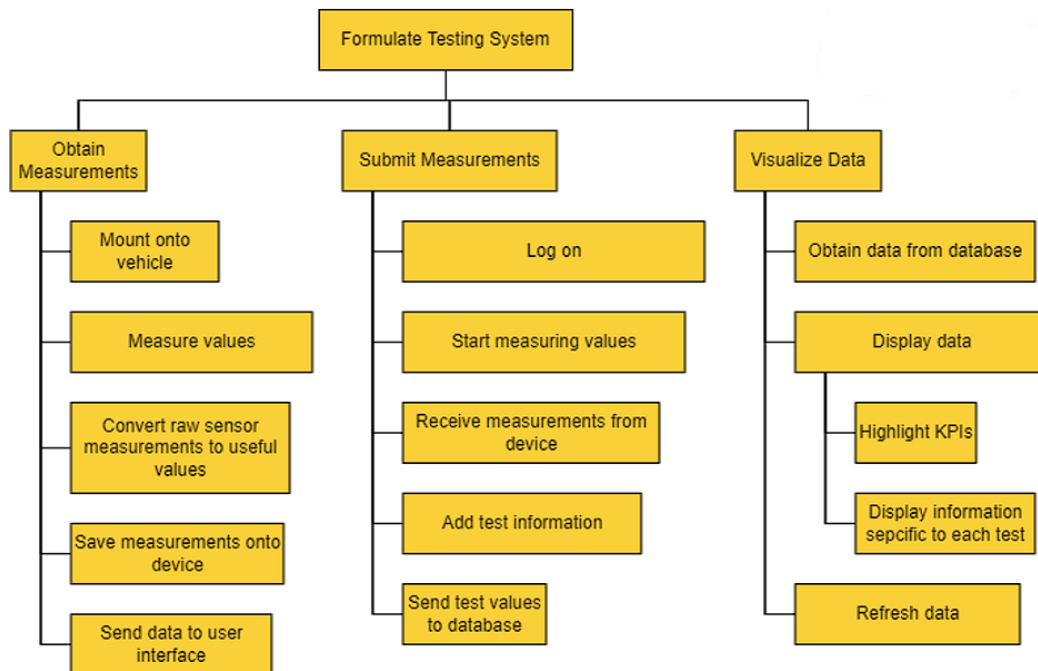 Formulate Testing System
Obtain
Measurements
Mount onto
vehicle
Measure values
Convert raw sensor
measurements to useful
values
Save measurements onto
device
Send data to user
interface
Submit Measurements
Log on
Start measuring values
Receive measurements from
device
Add test information
Send test values
to database
Visualize Data
Obtain data from database
Display data
Highlight KPIs
Display information
sepcific to each test
Refresh data